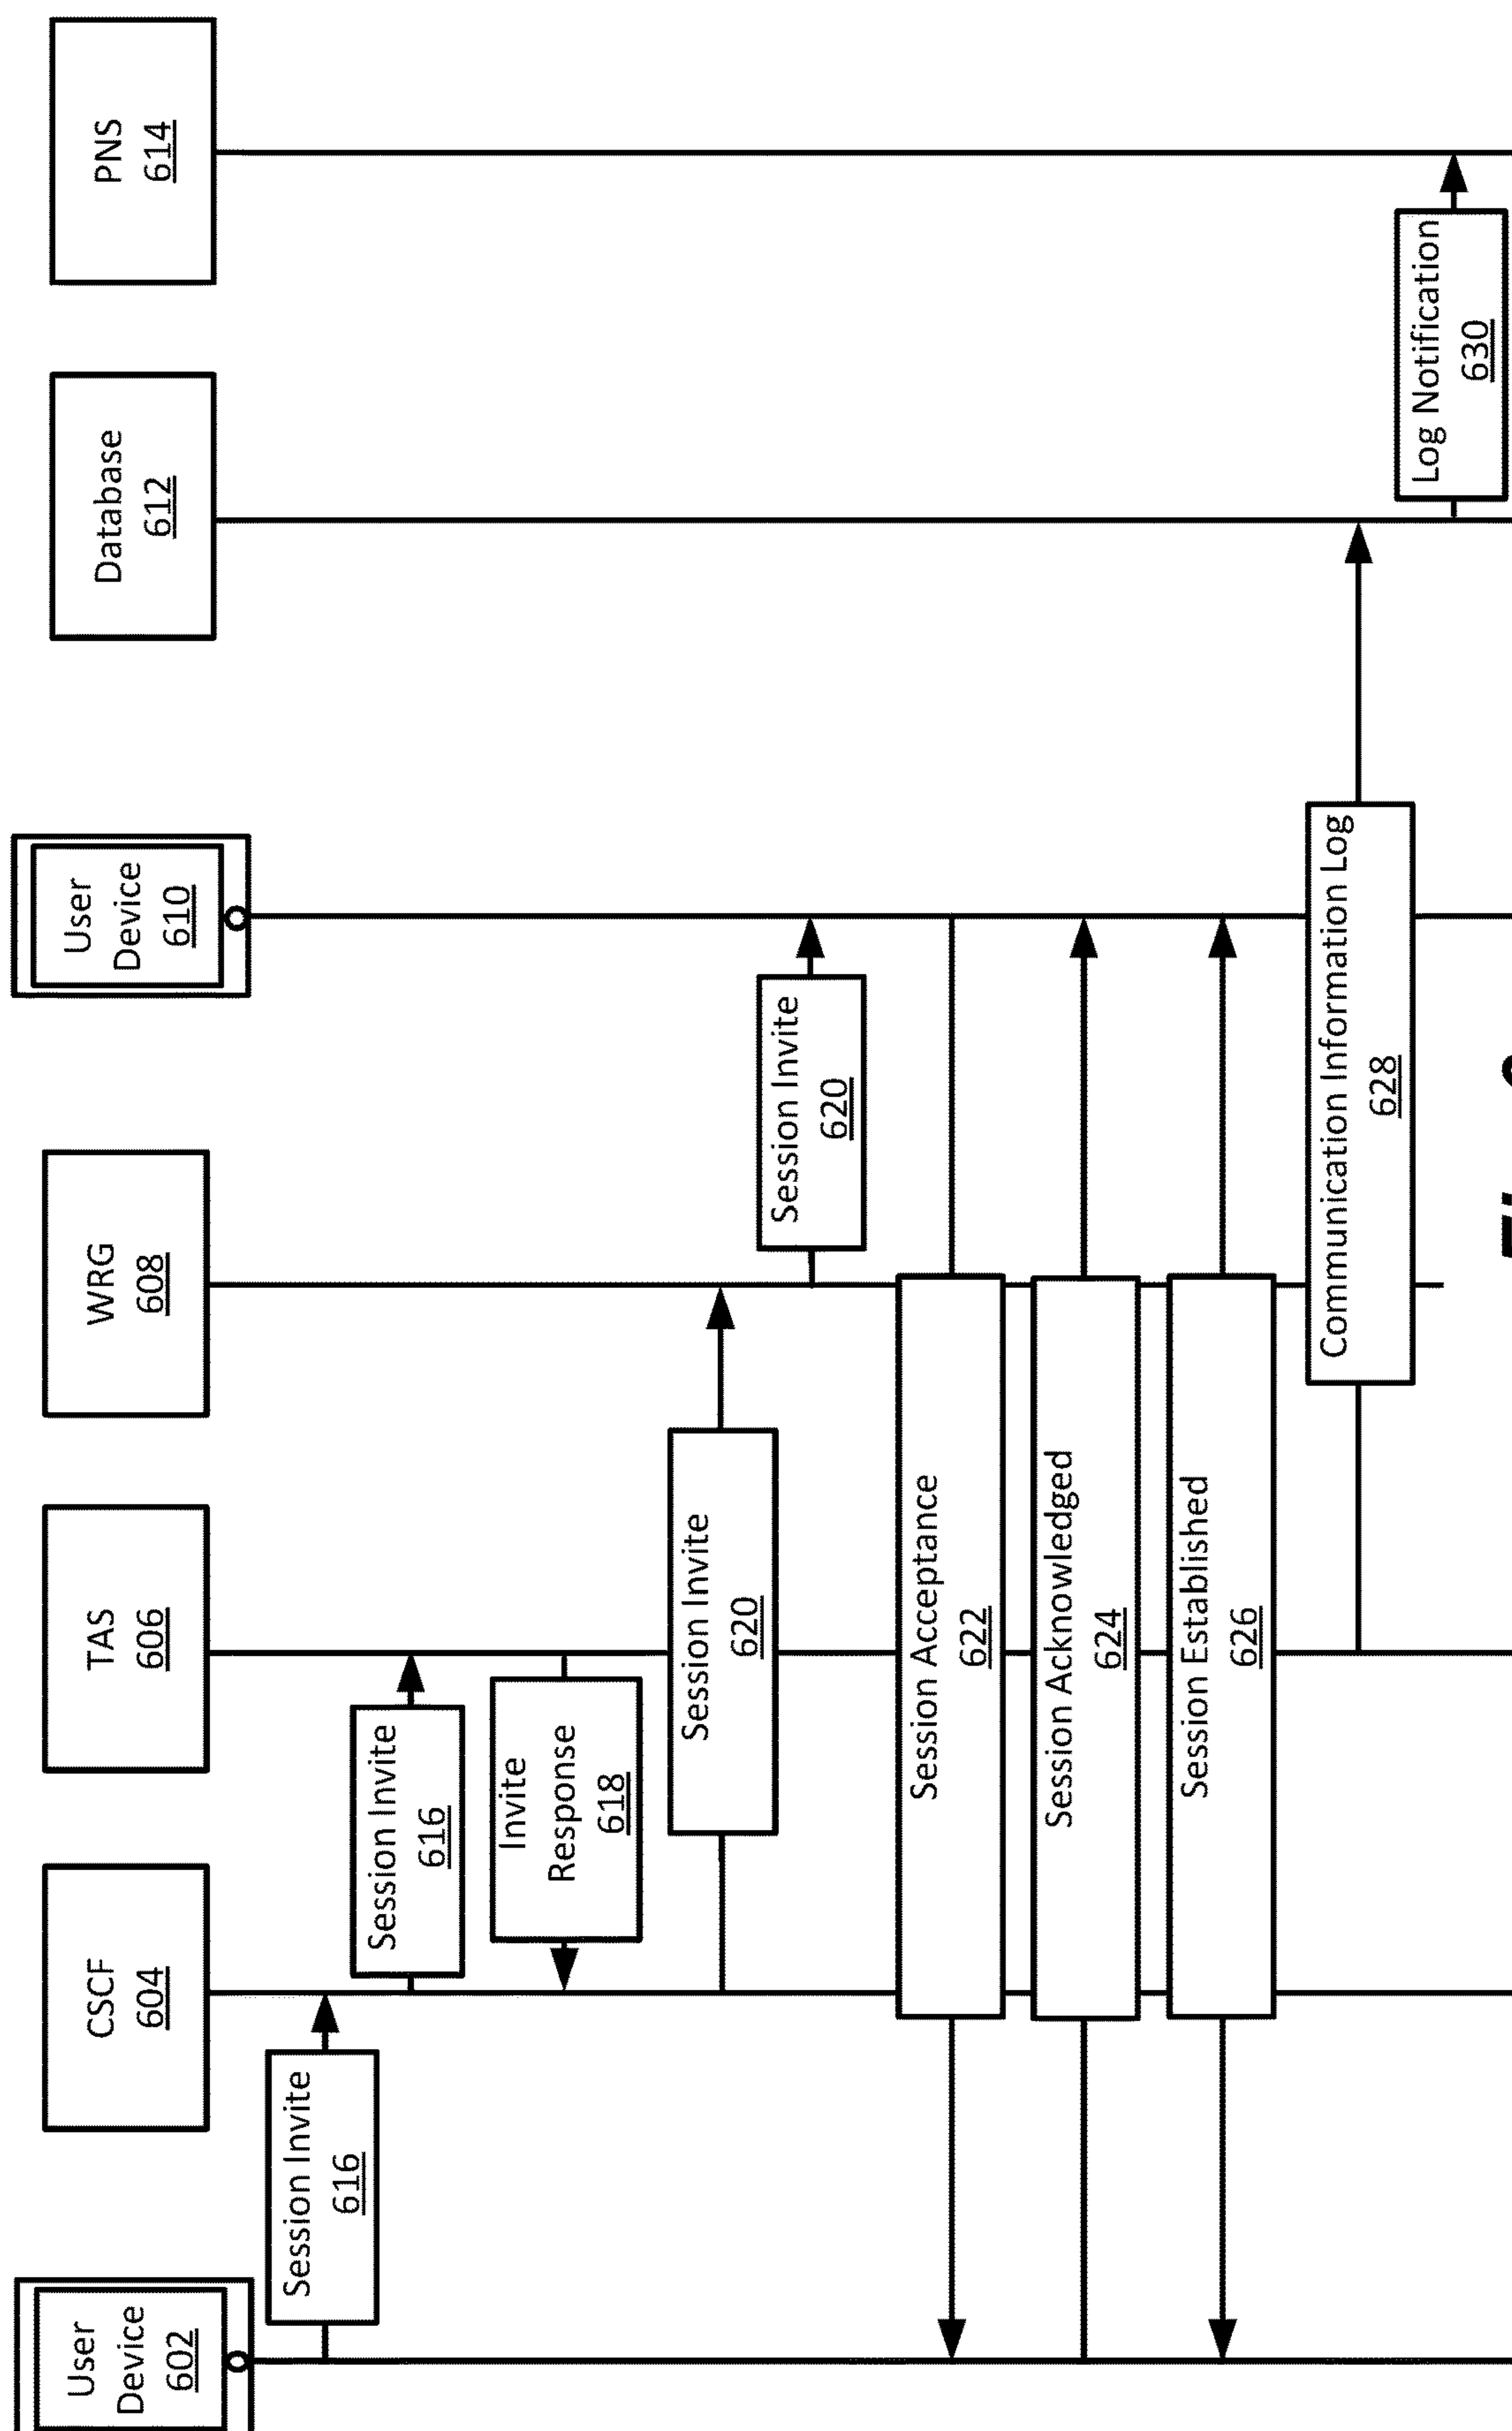 User
Device
602
CSCF
604
TAS
606
WRG
608
User
Device
610
Database
612
PNS
614
Session Invite
616
Session Invite
616
Invite
Response
618
Session Invite
620
Session Invite
620
Session Acceptance
622
Session Acknowledged
624
Session Established
626
Communication Information Log
628
Log Notification
630